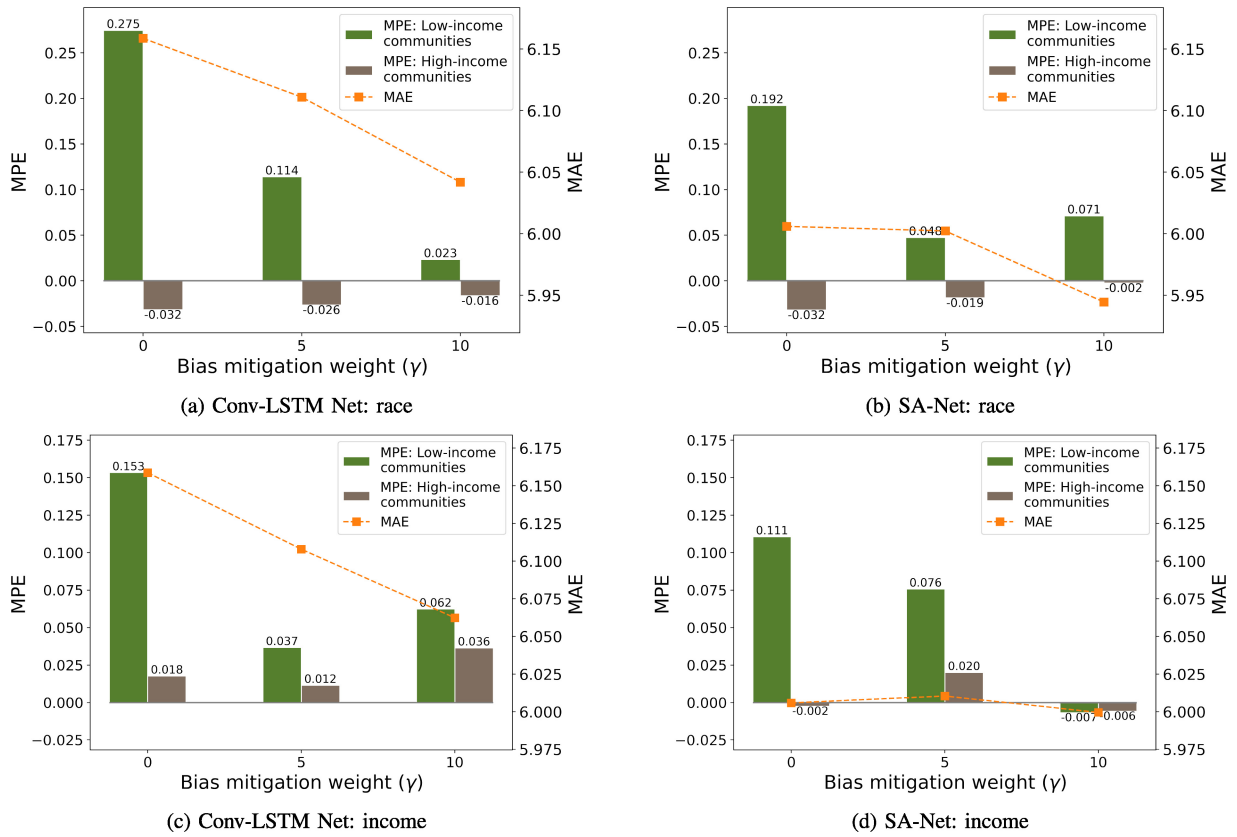 0.275
MPE: Low-income
communities
MPE: High-income
communities
MAE
0.114
0.023
-0.032
-0.026
-0.016
0.25
0.20
0.15
0.10
0.05
0.00
−0.05
MPE
6.15
6.10
6.05
6.00
5.95
MAE
0 5 10
Bias mitigation weight (γ)
(a) Conv-LSTM Net: race
0.192
MPE: Low-income
communities
MPE: High-income
communities
MAE
0.048
0.071
-0.032
-0.019
-0.002
0.25
0.20
0.15
0.10
0.05
0.00
−0.05
MPE
6.15
6.10
6.05
6.00
5.95
MAE
0 5 10
Bias mitigation weight (γ)
(b) SA-Net: race
0.153
MPE: Low-income
communities
MPE: High-income
communities
MAE
0.018
0.037
0.012
0.062
0.036
0.175
0.150
0.125
0.100
0.075
0.050
0.025
0.000
−0.025
MPE
6.175
6.150
6.125
6.100
6.075
6.050
6.025
6.000
5.975
MAE
0 5 10
Bias mitigation weight (γ)
(c) Conv-LSTM Net: income
0.111
MPE: Low-income
communities
MPE: High-income
communities
MAE
-0.002
0.076
0.020
-0.007
-0.006
0.175
0.150
0.125
0.100
0.075
0.050
0.025
0.000
−0.025
MPE
6.175
6.150
6.125
6.100
6.075
6.050
6.025
6.000
5.975
MAE
0 5 10
Bias mitigation weight (γ)
(d) SA-Net: income